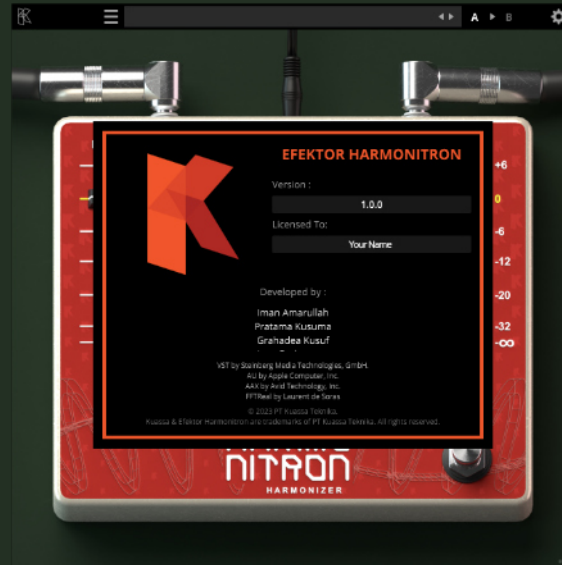 A B
EFEKTOR HARMONITRON
Version :
1.0.0
Licensed To:
Your Name
Developed by :
Iman Amarullah
Pratama Kusuma
Grahadea Kusuf
VST by Steinberg Media Technologies, GmbH.
AU by Apple Computer, Inc.
AAX by Avid Technology, Inc.
FFTReal by Laurent de Soras
© 2023 PT Kuassa Teknika.
Kuassa & Efektor Harmonitron are trademarks of PT Kuassa Teknika. All rights reserved.
+6
0
-6
-12
-20
-32
-∞
NITRON
HARMONIZER